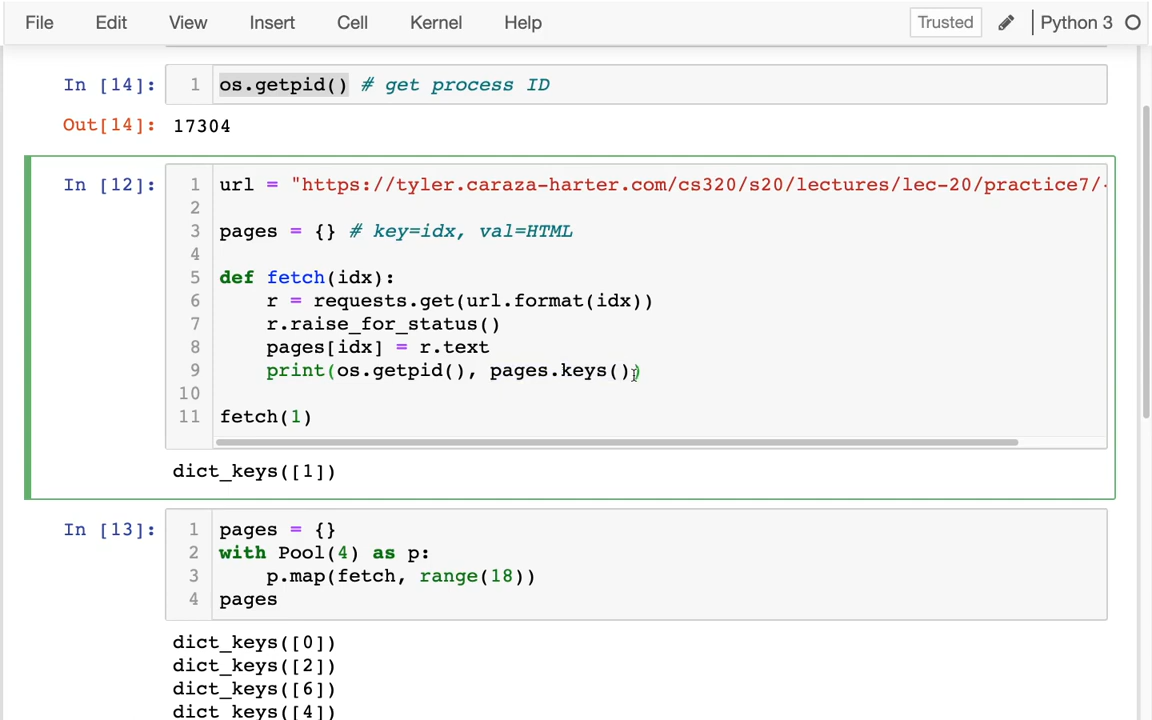 File Edit View Insert Cell Kernel Help Trusted Python 3
In [14]: 1 os.getpid() # get process ID
Out[14]: 17304
In [12]: 1 url = "https://tyler.caraza-harter.com/cs320/s20/lectures/lec-20/practice7/
2
3 pages = {} # key=idx, val=HTML
4
5 def fetch(idx):
6     r = requests.get(url.format(idx))
7     r.raise_for_status()
8     pages[idx] = r.text
9     print(os.getpid(), pages.keys())
10
11 fetch(1)
dict_keys([1])
In [13]: 1 pages = {}
2 with Pool(4) as p:
3     p.map(fetch, range(18))
4 pages
dict_keys([0])
dict_keys([2])
dict_keys([6])
dict_keys([4])